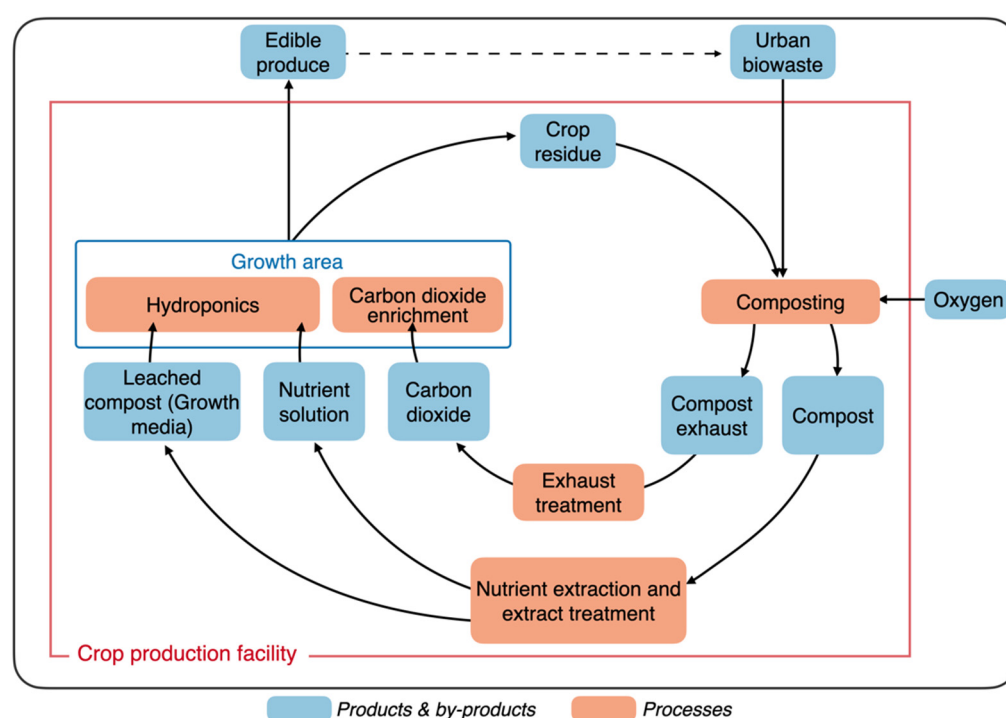 Edible
produce
Urban
biowaste
Crop
residue
Growth area
Hydroponics
Carbon dioxide
enrichment
Composting
Oxygen
Leached
compost (Growth
media)
Nutrient
solution
Carbon
dioxide
Compost
exhaust
Compost
Exhaust
treatment
Nutrient extraction and
extract treatment
Crop production facility
Products & by-products
Processes